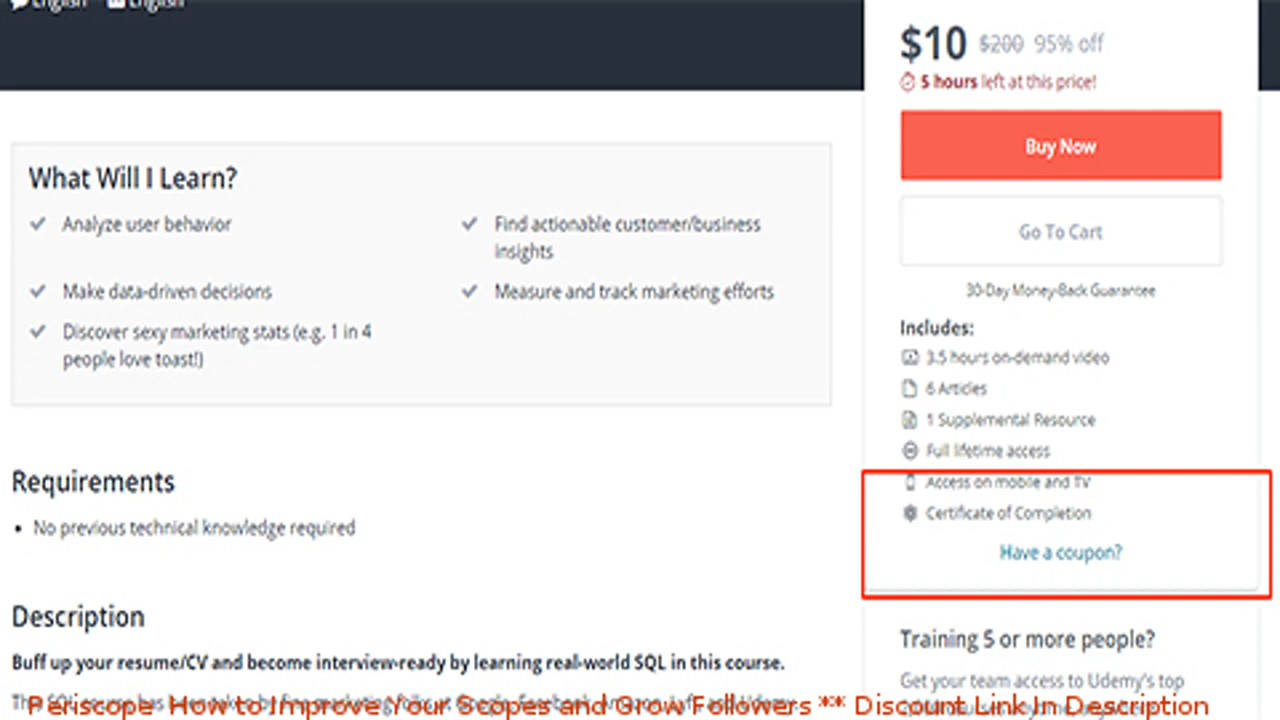 English English
$10 $200 95% off
5 hours left at this price!
Buy Now
Go To Cart
30-Day Money-Back Guarantee
Includes:
3.5 hours on-demand video
6 Articles
1 Supplemental Resource
Full lifetime access
Access on mobile and TV
Certificate of Completion
Have a coupon?
Training 5 or more people?
Get your team access to Udemy's top
What Will I Learn?
Analyze user behavior
Find actionable customer/business
insights
Make data-driven decisions
Measure and track marketing efforts
Discover sexy marketing stats (e.g. 1 in 4
people love toast!)
Requirements
• No previous technical knowledge required
Description
Buff up your resume/CV and become interview-ready by learning real-world SQL in this course.
Periscope How to Improve Your Scopes and Grow Followers ** Discount Link In Description